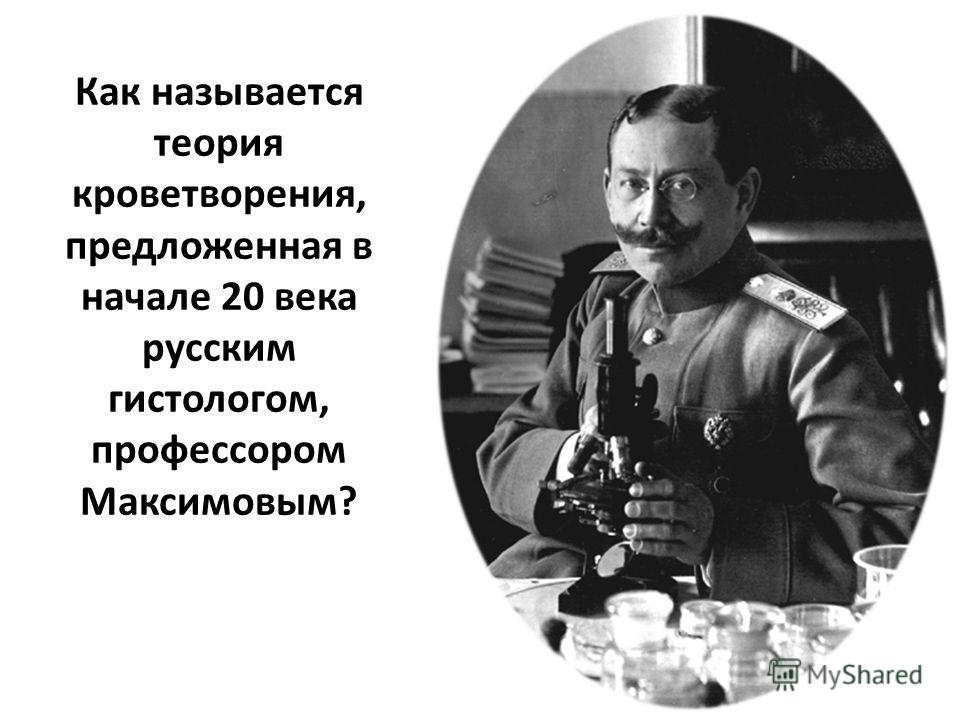 Как называется
теория
кроветворения,
предложенная в
начале 20 века
русским
гистологом,
профессором
Максимовым?
MyShared